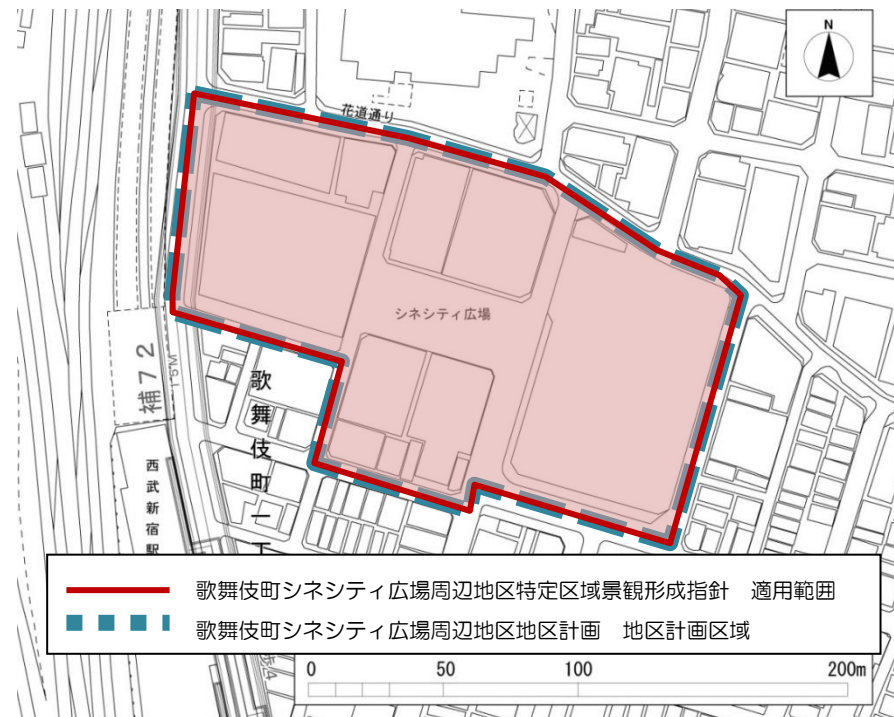 N
花道通り
シネシティ広場
補72
歌舞伎町一丁
西武新宿駅
歌舞伎町シネシティ広場周辺地区特定区域景観形成指針 適用範囲
歌舞伎町シネシティ広場周辺地区地区計画 地区計画区域
0 50 100 200m